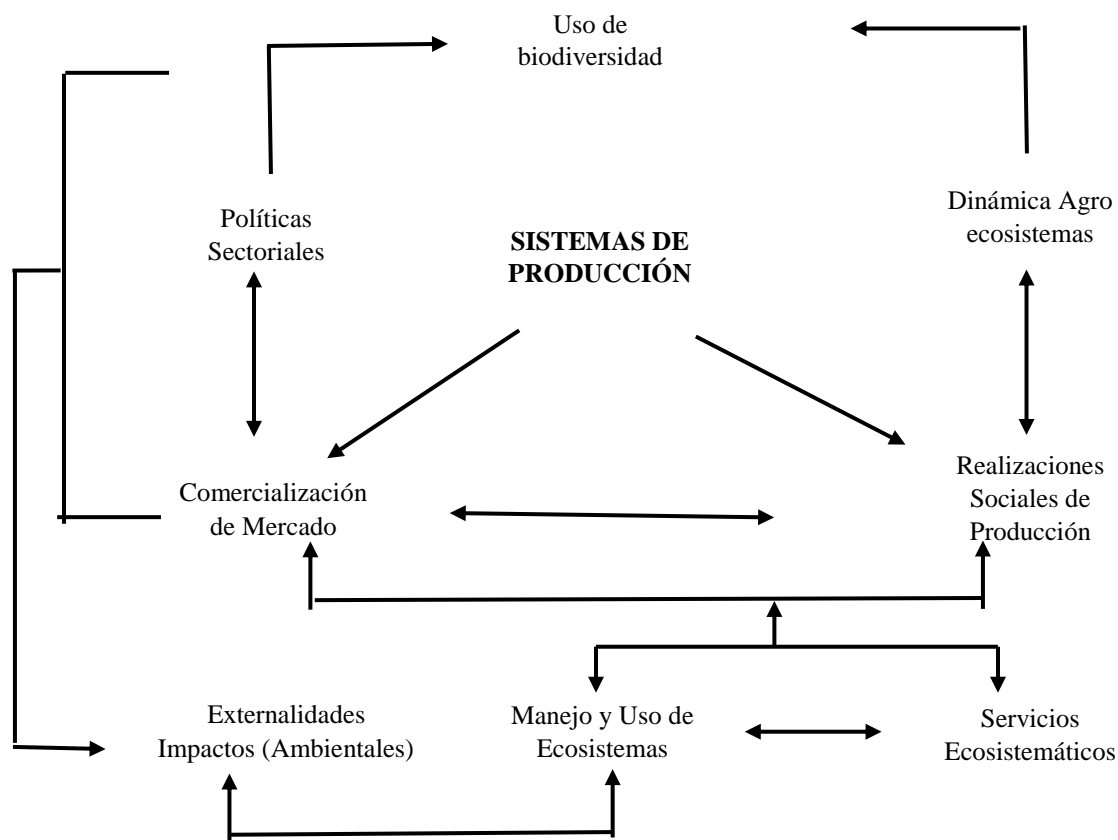 Uso de
biodiversidad
Políticas
Sectoriales
SISTEMAS DE
PRODUCCIÓN
Dinámica Agro
ecosistemas
Comercialización
de Mercado
Realizaciones
Sociales de
Producción
Externalidades
Impactos (Ambientales)
Manejo y Uso de
Ecosistemas
Servicios
Ecosistemáticos